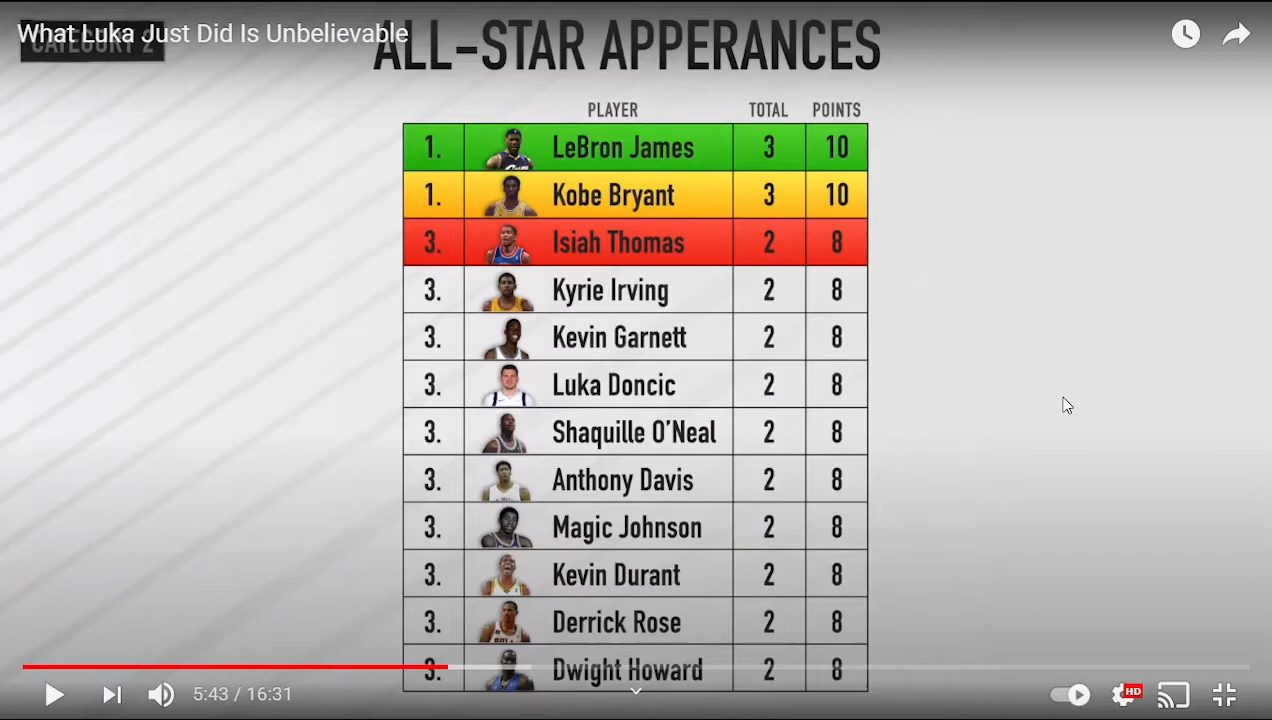 What Luka Just Did Is Unbelievable
CATEGORY 2
ALL-STAR APPERANCES
PLAYER TOTAL POINTS
1. LeBron James 3 10
1. Kobe Bryant 3 10
3. Isiah Thomas 2 8
3. Kyrie Irving 2 8
3. Kevin Garnett 2 8
3. Luka Doncic 2 8
3. Shaquille O'Neal 2 8
3. Anthony Davis 2 8
3. Magic Johnson 2 8
3. Kevin Durant 2 8
3. Derrick Rose 2 8
3. Dwight Howard 2 8
5:43 / 16:31
HD